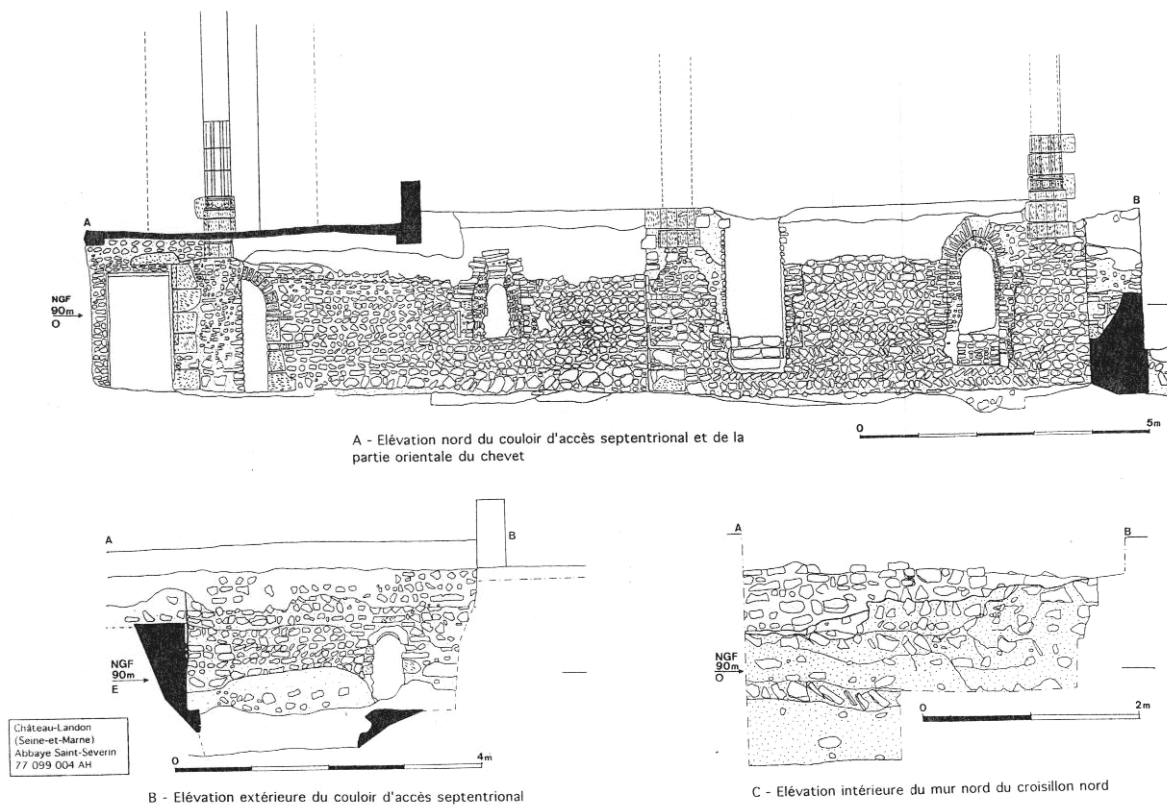 A
B
NGF
90m
O
A - Elévation nord du couloir d'accès septentrional et de la
partie orientale du chevet
0 5m
A
B
NGF
90m
E
Château-Landon
(Seine-et-Marne)
Abbaye Saint-Séverin
77 099 004 AH
0 4m
B - Elévation extérieure du couloir d'accès septentrional
A
B
NGF
90m
O
0 2m
C - Elévation intérieure du mur nord du croisillon nord